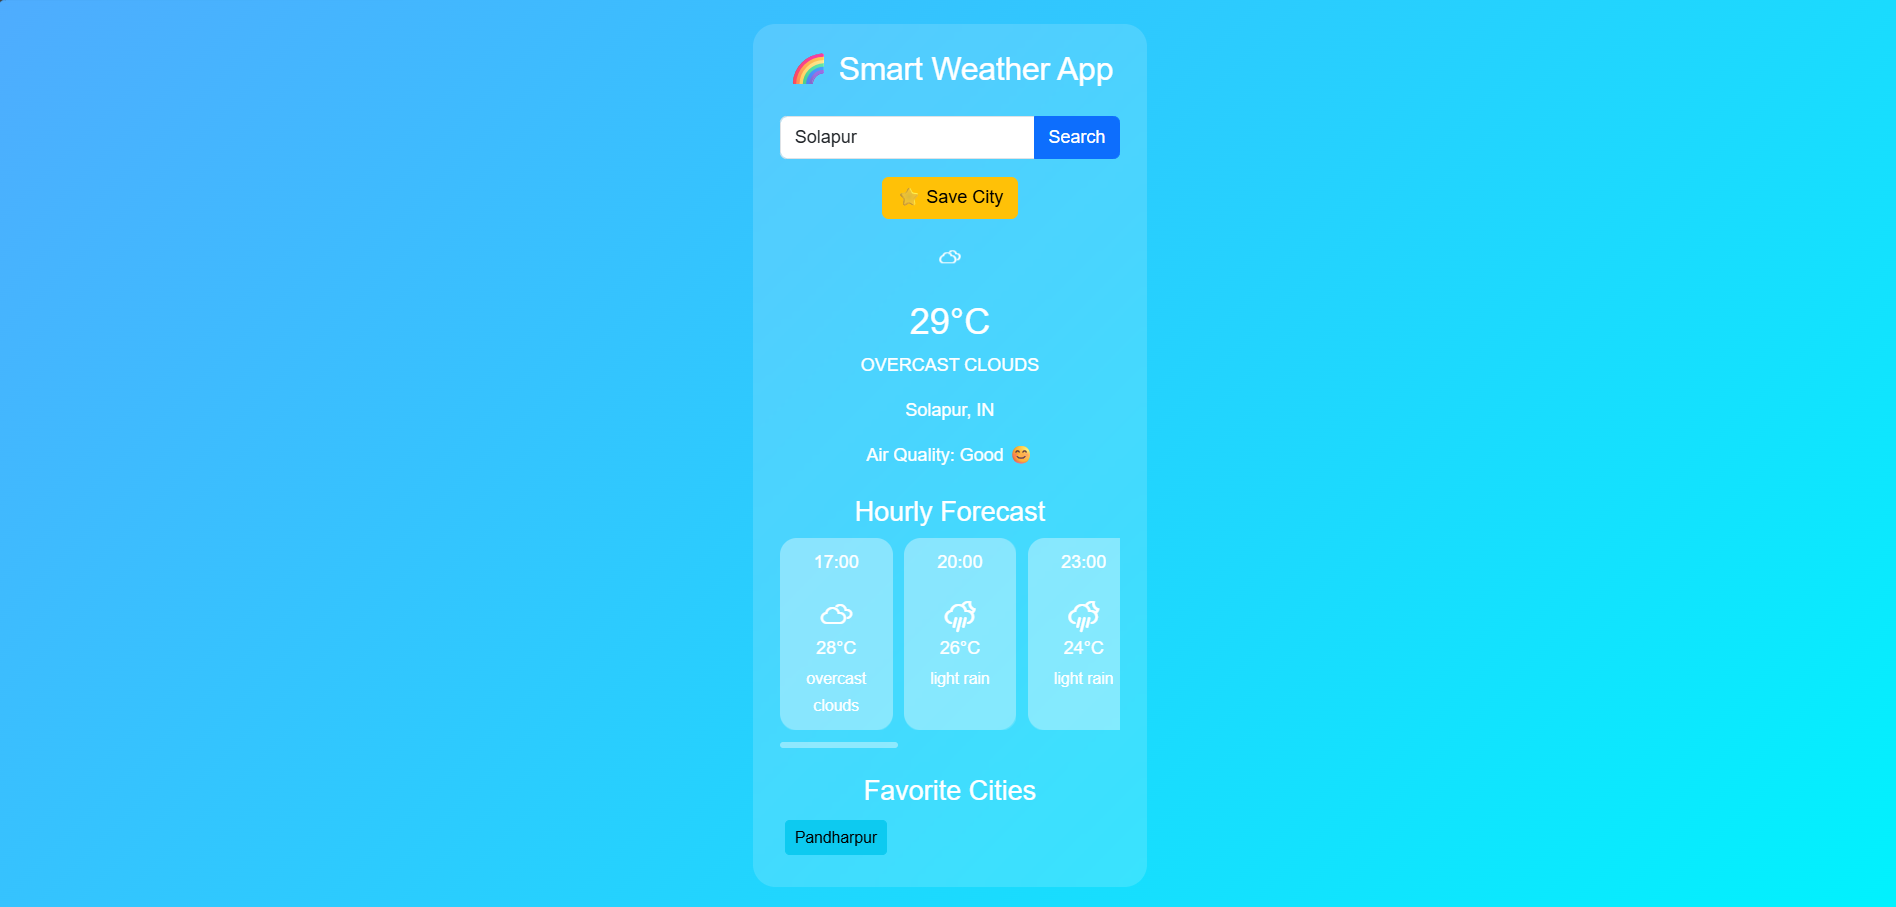 🌈 Smart Weather App
Solapur
Search
⭐ Save City
29°C
OVERCAST CLOUDS
Solapur, IN
Air Quality: Good 😊
Hourly Forecast
17:00
28°C
overcast
clouds
20:00
26°C
light rain
23:00
24°C
light rain
Favorite Cities
Pandharpur